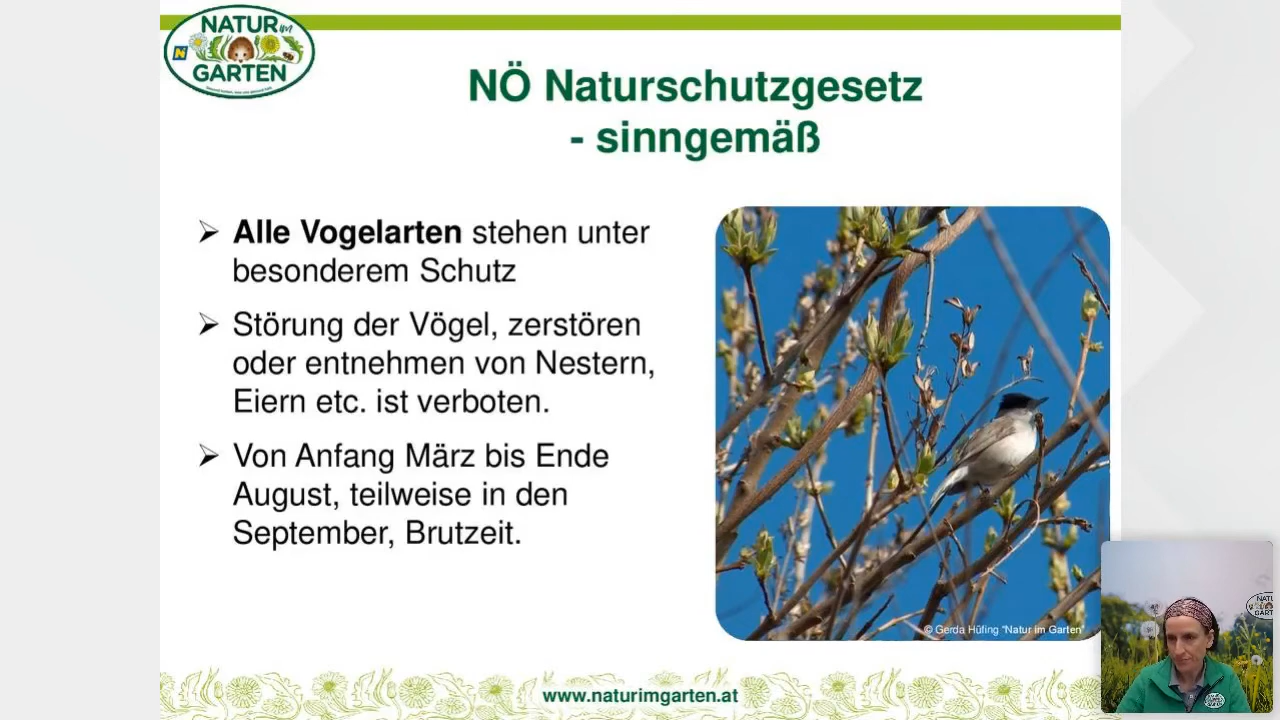 NATUR im
GARTEN
NÖ Naturschutzgesetz
- sinngemäß
Alle Vogelarten stehen unter
besonderem Schutz
Störung der Vögel, zerstören
oder entnehmen von Nestern,
Eiern etc. ist verboten.
Von Anfang März bis Ende
August, teilweise in den
September, Brutzeit.
© Gerda Hüfing "Natur im Garten"
www.naturimgarten.at